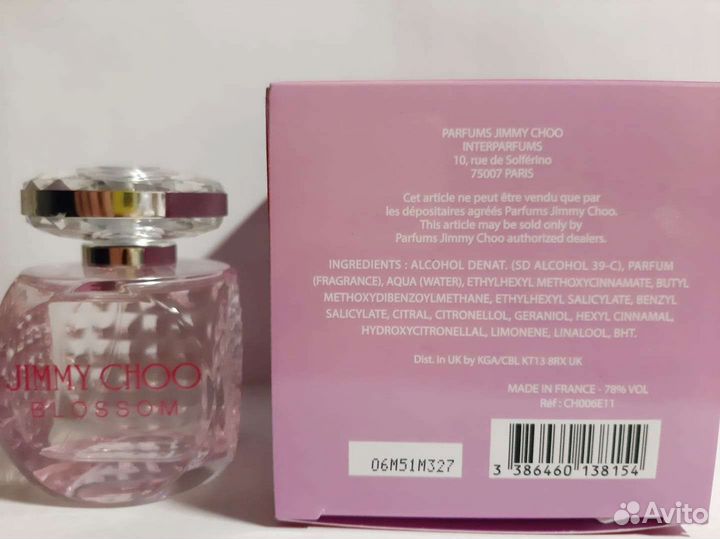 JIMMY CHOO
BLOSSOM
PARFUMS JIMMY CHOO
INTERPARFUMS
10, rue de Solférino
75007 PARIS
Cet article ne peut être vendu que par
les dépositaires agréés Parfums Jimmy Choo.
This article may be sold only by
Parfums Jimmy Choo authorized dealers.
INGREDIENTS : ALCOHOL DENAT. (SD ALCOHOL 39-C), PARFUM
(FRAGRANCE), AQUA (WATER), ETHYLHEXYL METHOXYCINNAMATE, BUTYL
METHOXYDIBENZOYLMETHANE, ETHYLHEXYL SALICYLATE, BENZYL
SALICYLATE, CITRAL, CITRONELLOL, GERANIOL, HEXYL CINNAMAL,
HYDROXYCITRONELLAL, LIMONENE, LINALOOL, BHT.
Dist. in UK by KGA/CBL KT13 8RX UK
MADE IN FRANCE - 78% VOL
Réf : CH006E11
06M51M327
3 386460 138154
Avito